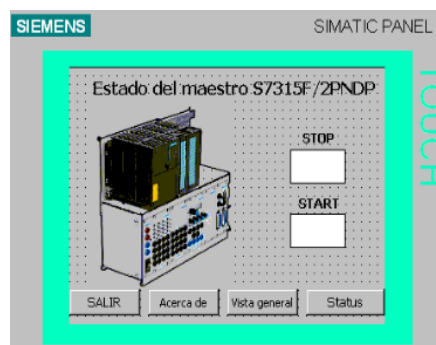 SIEMENS
SIMATIC PANEL
TOUCH
Estado del maestro S7315F/2PNDP
STOP
START
SALIR
Acerca de
Vista general
Status